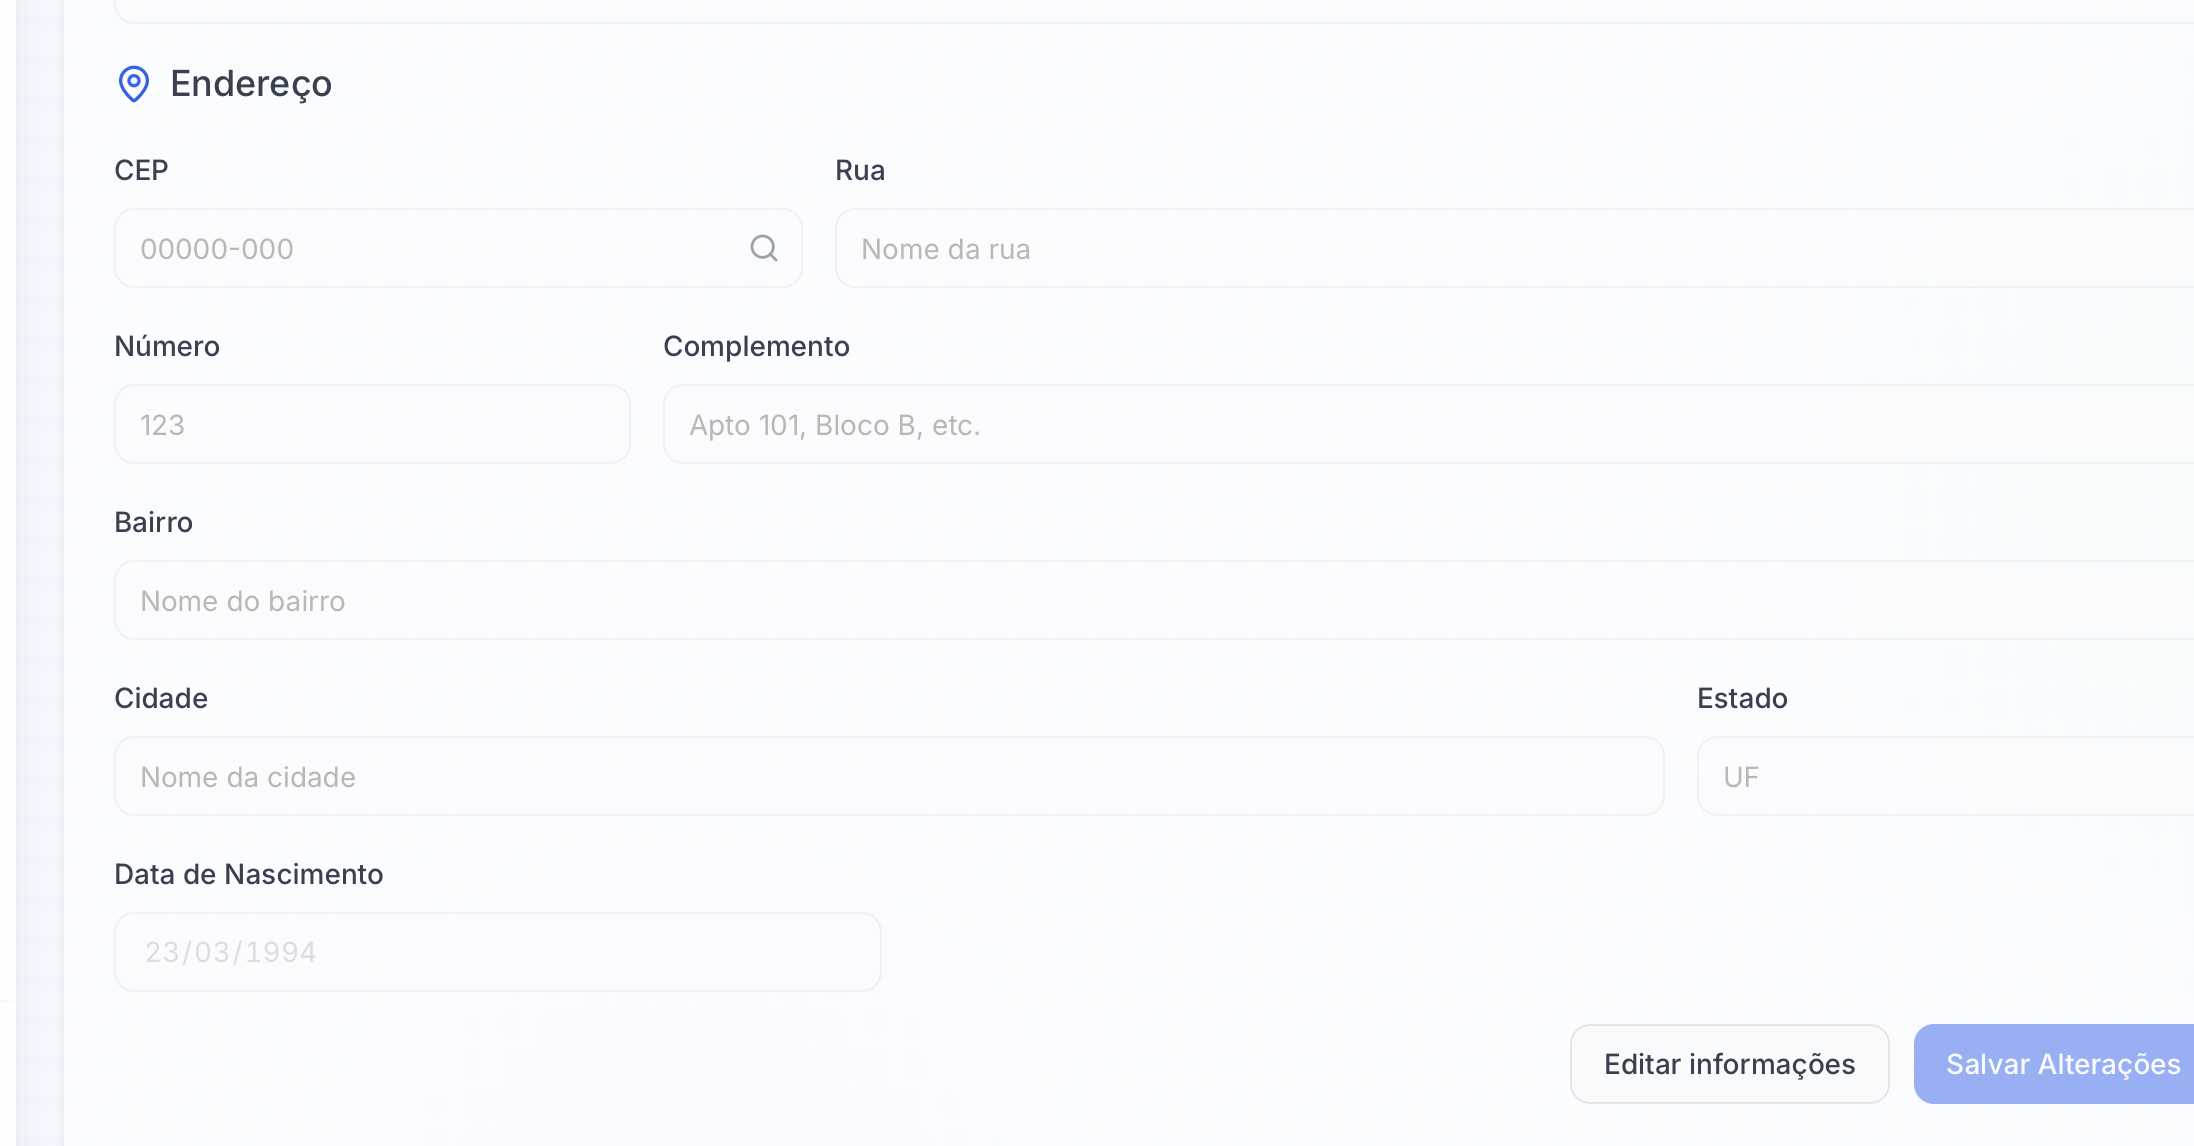 Endereço
CEP
Rua
00000-000
Nome da rua
Número
Complemento
123
Apto 101, Bloco B, etc.
Bairro
Nome do bairro
Cidade
Estado
Nome da cidade
UF
Data de Nascimento
23/03/1994
Editar informações
Salvar Alterações